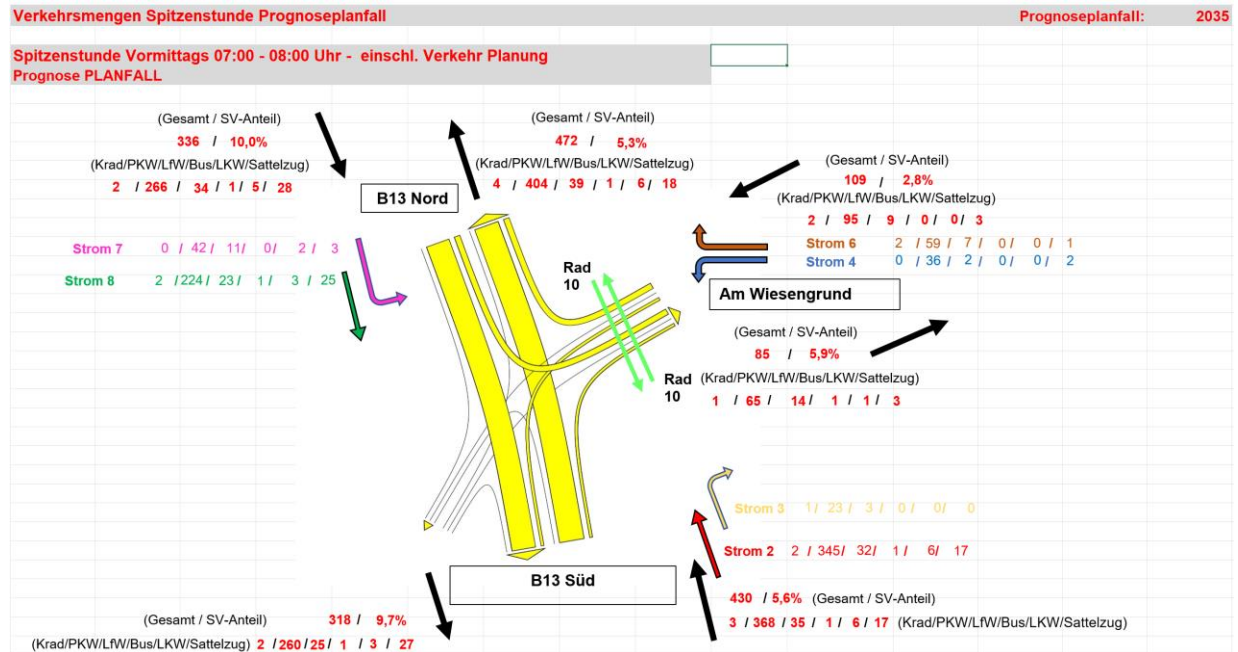 Verkehrsmengen Spitzenstunde Prognoseplanfall Prognoseplanfall: 2035
Spitzenstunde Vormittags 07:00 - 08:00 Uhr - einschl. Verkehr Planung
Prognose PLANFALL
(Gesamt / SV-Anteil)
336 / 10,0%
(Krad/PKW/LfW/Bus/LKW/Sattelzug)
2 / 266 / 34 / 1 / 5 / 28
(Gesamt / SV-Anteil)
472 / 5,3%
(Krad/PKW/LfW/Bus/LKW/Sattelzug)
4 / 404 / 39 / 1 / 6 / 18
(Gesamt / SV-Anteil)
109 / 2,8%
(Krad/PKW/LfW/Bus/LKW/Sattelzug)
2 / 95 / 9 / 0 / 0 / 3
B13 Nord
Strom 7 0 / 42 / 11 / 0 / 2 / 3
Strom 8 2 / 224 / 23 / 1 / 3 / 25
Strom 6 2 / 59 / 7 / 0 / 0 / 1
Strom 4 0 / 36 / 2 / 0 / 0 / 2
Rad
10
Am Wiesengrund
(Gesamt / SV-Anteil)
85 / 5,9%
Rad
10
(Krad/PKW/LfW/Bus/LKW/Sattelzug)
1 / 65 / 14 / 1 / 1 / 3
Strom 3 1 / 23 / 3 / 0 / 0 / 0
Strom 2 2 / 345 / 32 / 1 / 6 / 17
B13 Süd
430 / 5,6% (Gesamt / SV-Anteil)
3 / 368 / 35 / 1 / 6 / 17 (Krad/PKW/LfW/Bus/LKW/Sattelzug)
(Gesamt / SV-Anteil) 318 / 9,7%
(Krad/PKW/LfW/Bus/LKW/Sattelzug) 2 / 260 / 25 / 1 / 3 / 27